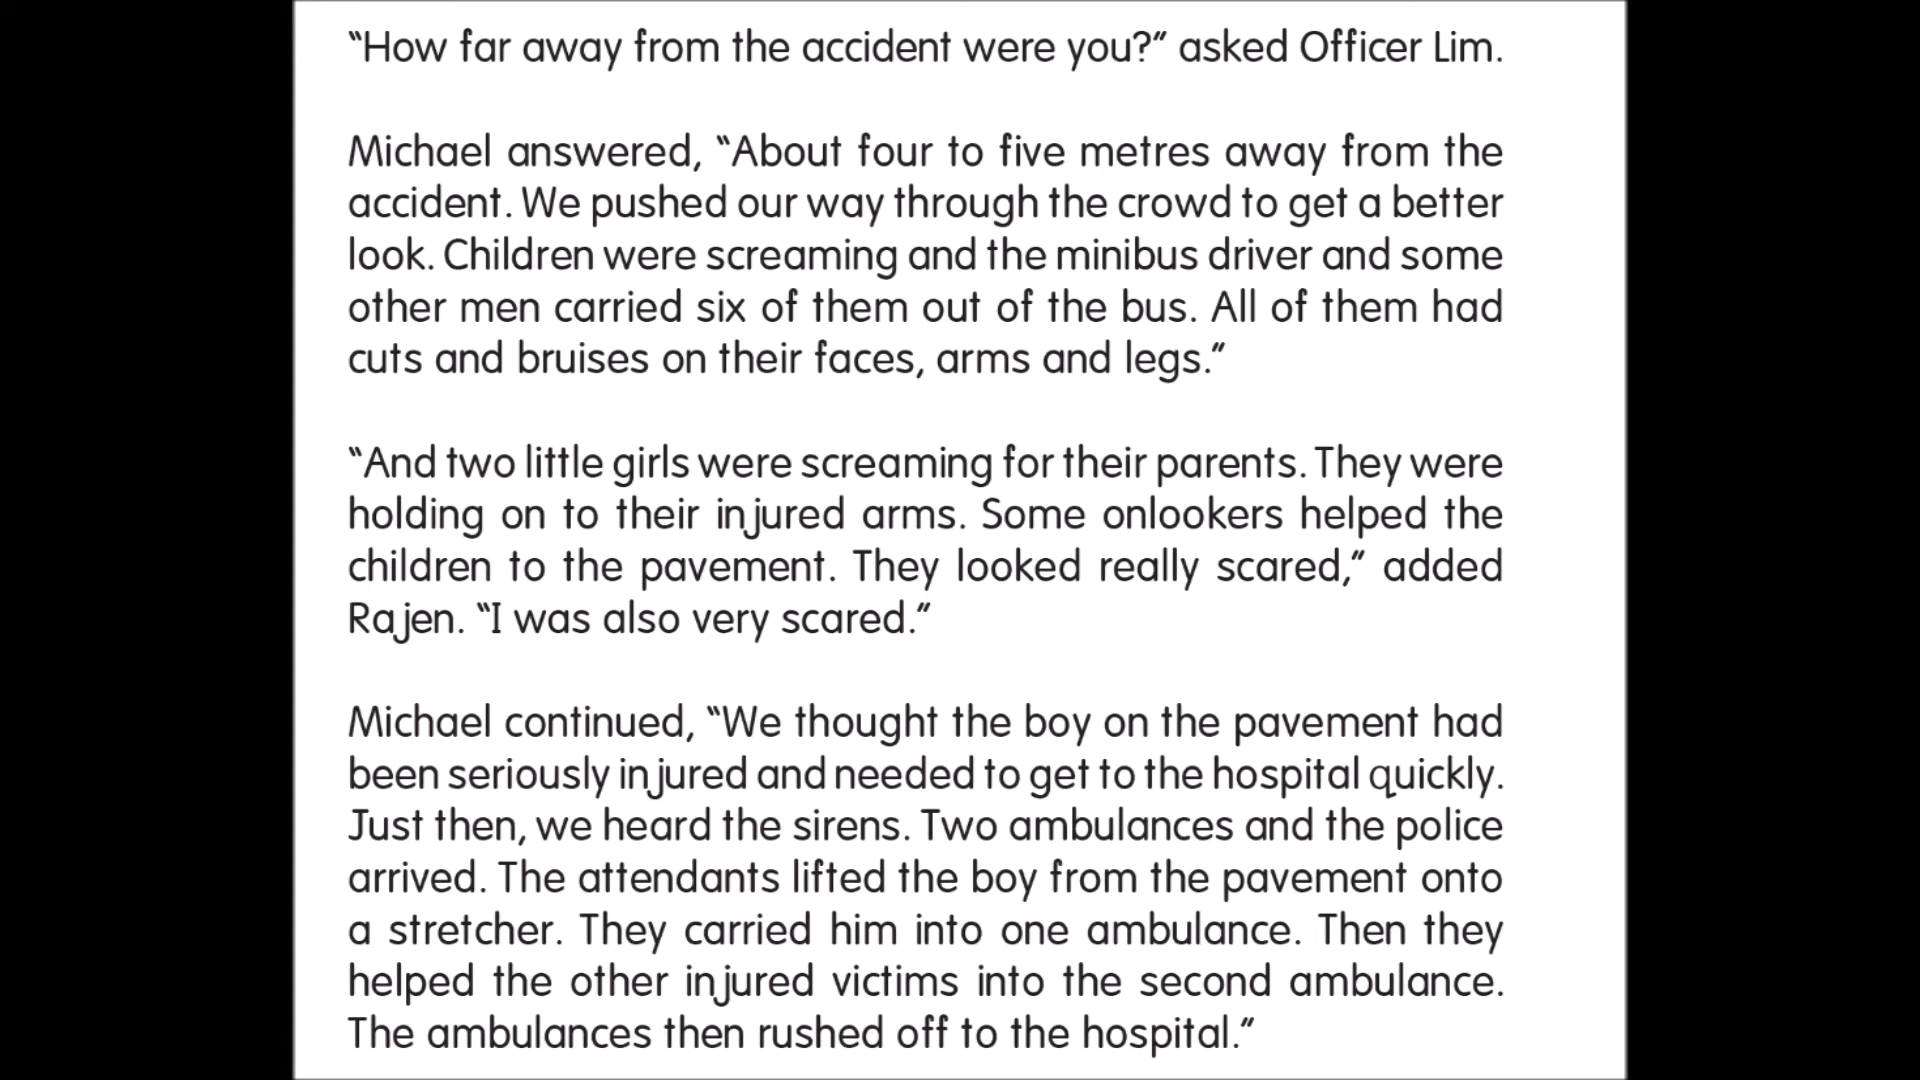 “How far away from the accident were you?” asked Officer Lim.
Michael answered, “About four to five metres away from the
accident. We pushed our way through the crowd to get a better
look. Children were screaming and the minibus driver and some
other men carried six of them out of the bus. All of them had
cuts and bruises on their faces, arms and legs.”
“And two little girls were screaming for their parents. They were
holding on to their injured arms. Some onlookers helped the
children to the pavement. They looked really scared,” added
Rajen. “I was also very scared.”
Michael continued, “We thought the boy on the pavement had
been seriously injured and needed to get to the hospital quickly.
Just then, we heard the sirens. Two ambulances and the police
arrived. The attendants lifted the boy from the pavement onto
a stretcher. They carried him into one ambulance. Then they
helped the other injured victims into the second ambulance.
The ambulances then rushed off to the hospital.”